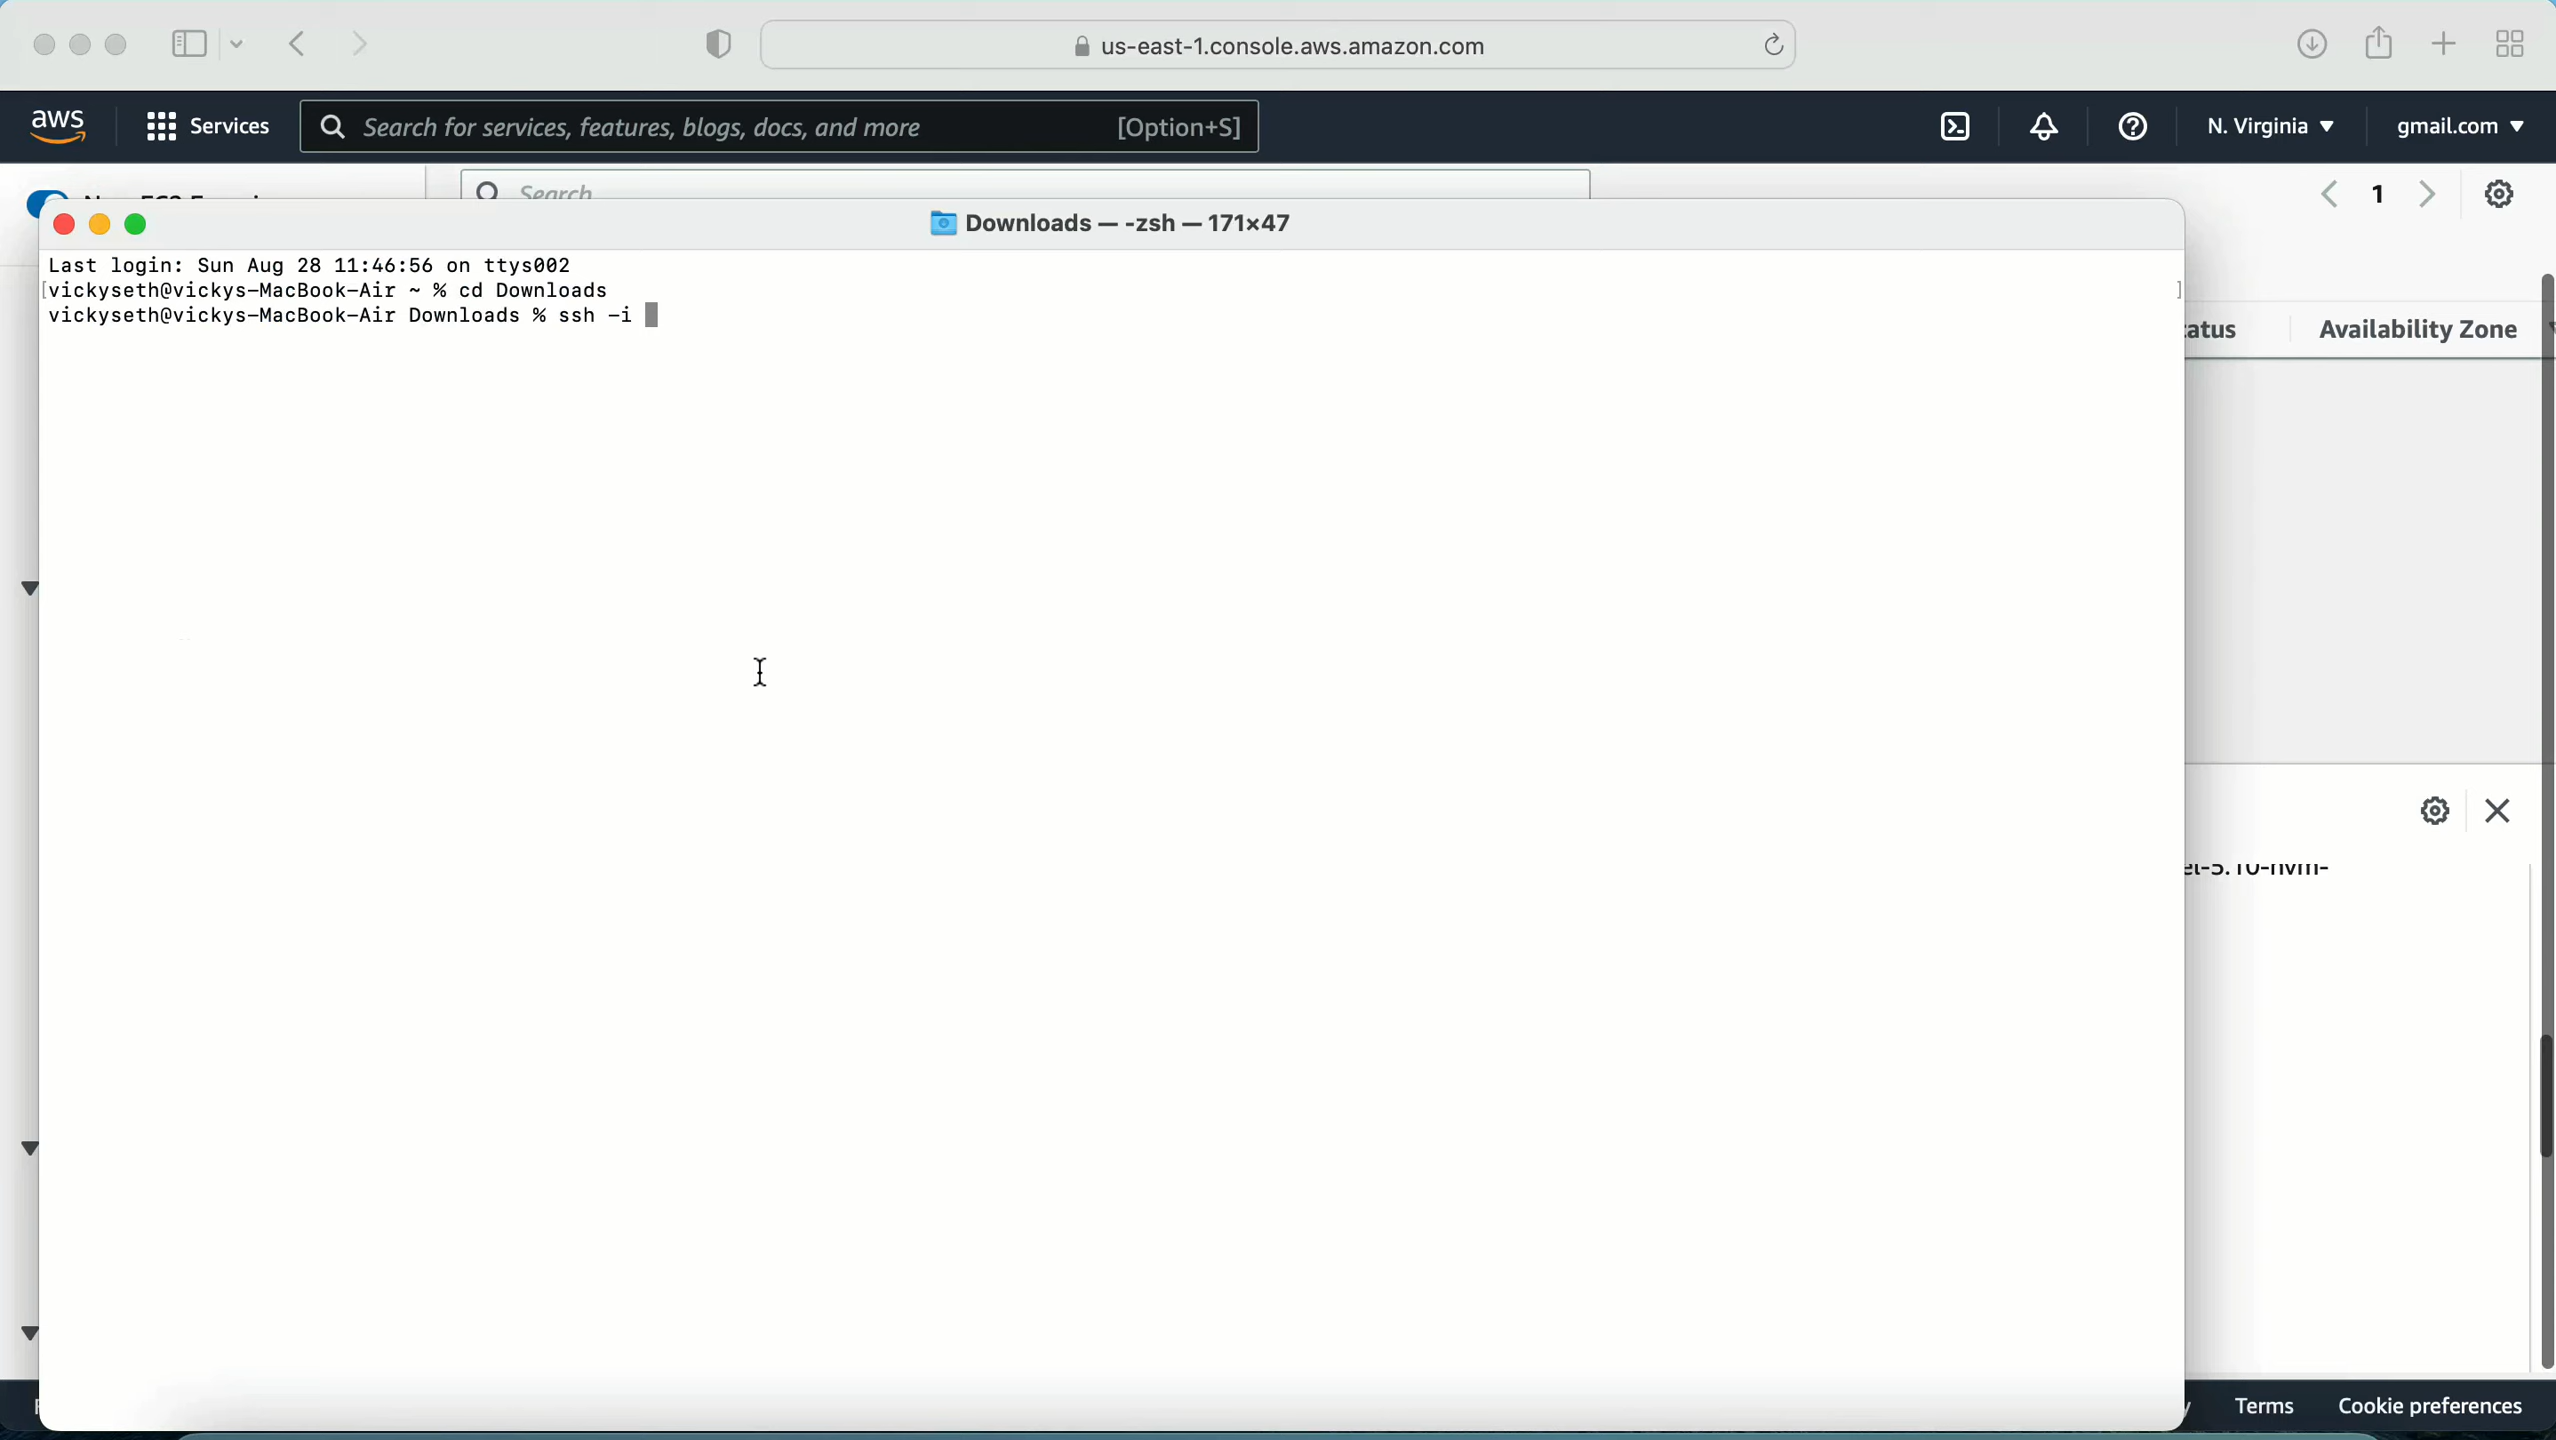 us-east-1.console.aws.amazon.com
aws
Services
Search for services, features, blogs, docs, and more
[Option+S]
N. Virginia
gmail.com
Search
1
Downloads — -zsh — 171×47
Last login: Sun Aug 28 11:46:56 on ttys002
[vickyseth@vickys-MacBook-Air ~ % cd Downloads ]
vickyseth@vickys-MacBook-Air Downloads % ssh -i
atus
Availability Zone
Terms
Cookie preferences